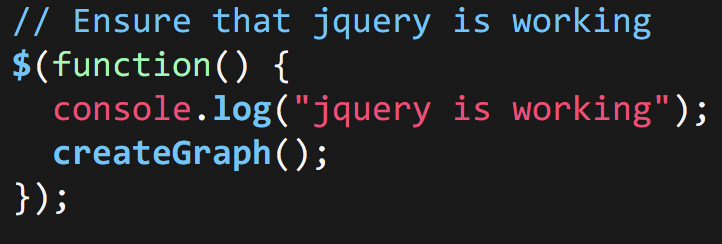 // Ensure that jquery is working
$(function() {
  console.log("jquery is working");
  createGraph();
});